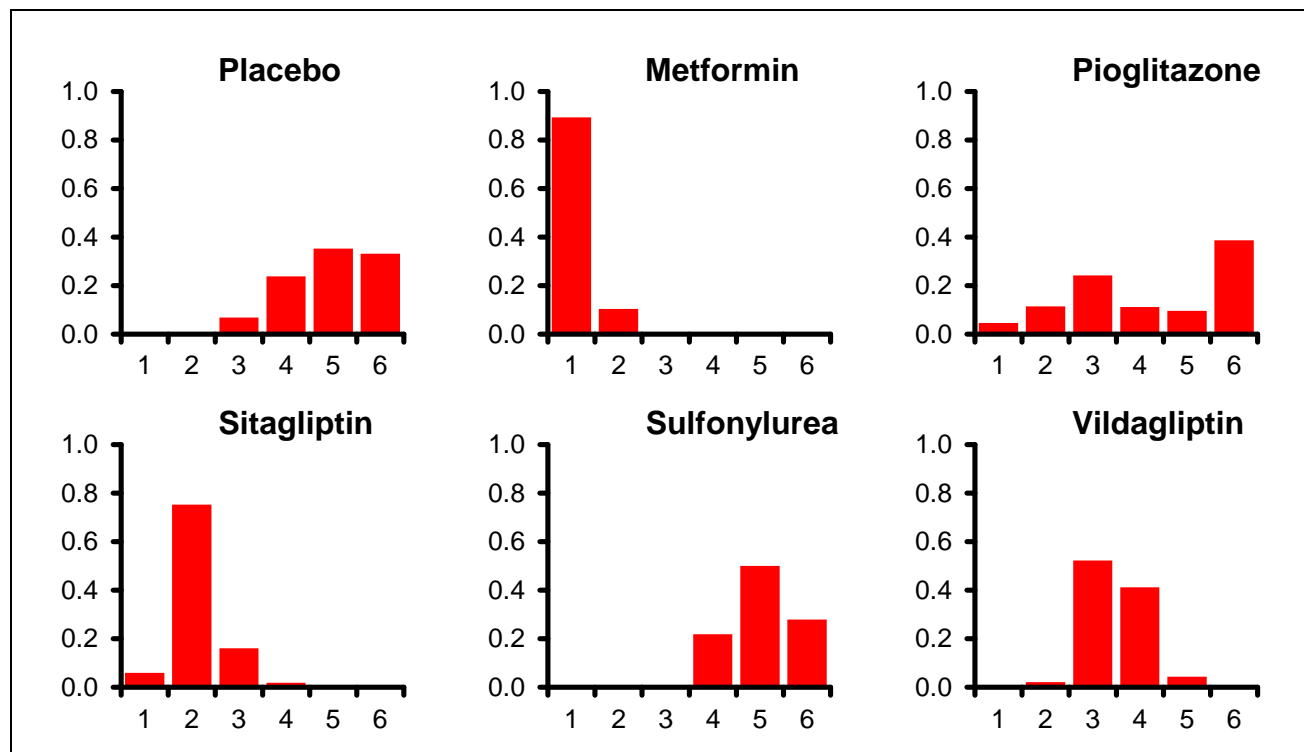 Placebo Metformin Pioglitazone
1.0 1.0 1.0
0.8 0.8 0.8
0.6 0.6 0.6
0.4 0.4 0.4
0.2 0.2 0.2
0.0 0.0 0.0
1 2 3 4 5 6 1 2 3 4 5 6 1 2 3 4 5 6
Sitagliptin Sulfonylurea Vildagliptin
1.0 1.0 1.0
0.8 0.8 0.8
0.6 0.6 0.6
0.4 0.4 0.4
0.2 0.2 0.2
0.0 0.0 0.0
1 2 3 4 5 6 1 2 3 4 5 6 1 2 3 4 5 6